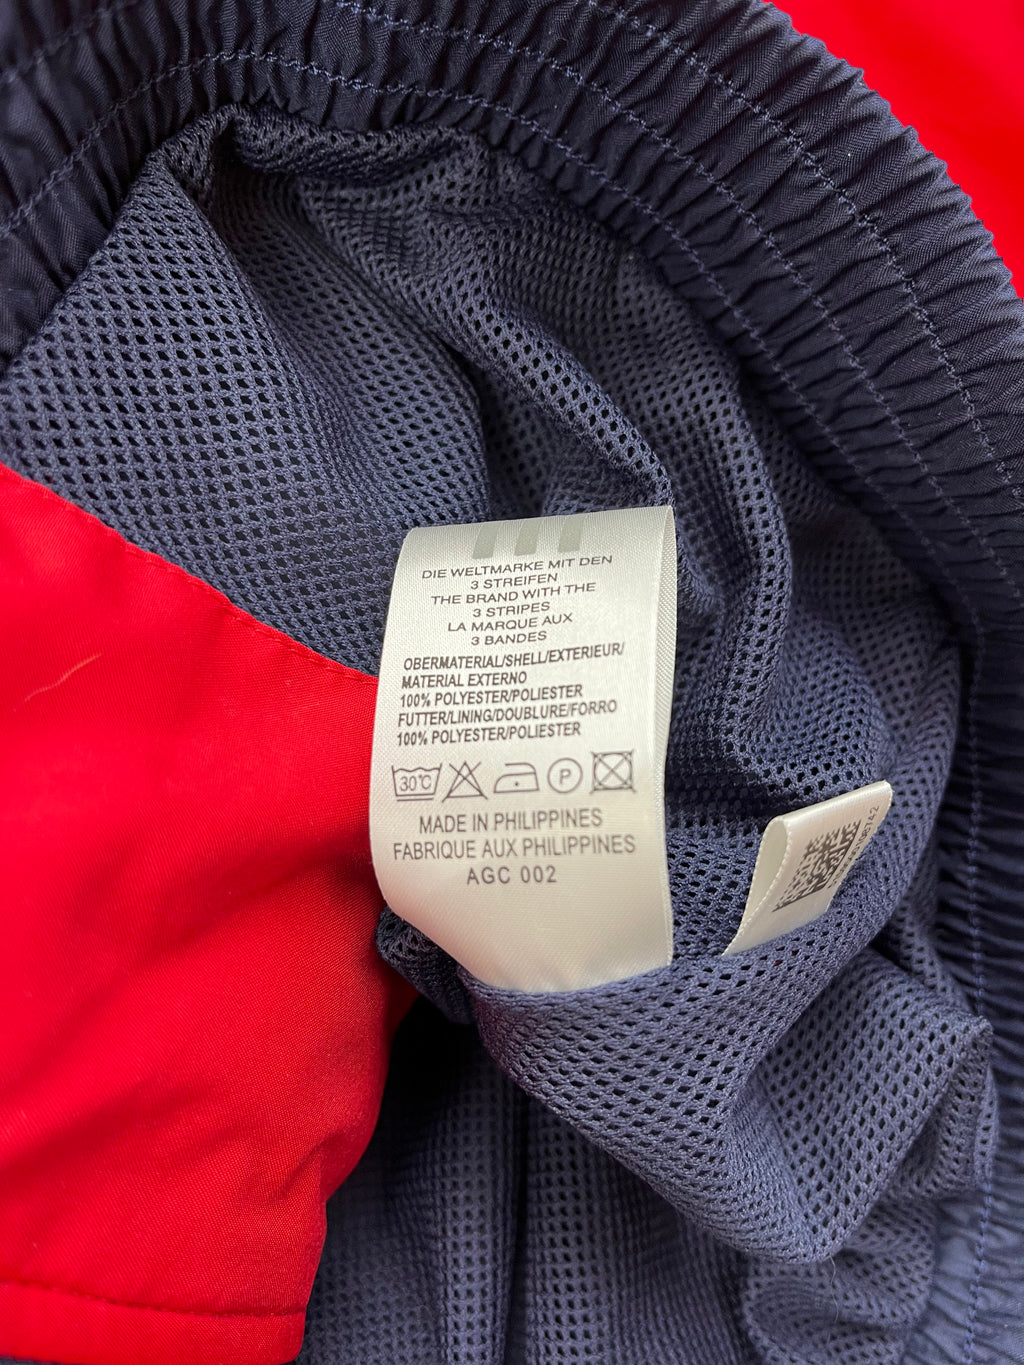 DIE WELTMARKE MIT DEN
3 STREIFEN
THE BRAND WITH THE
3 STRIPES
LA MARQUE AUX
3 BANDES
OBERMATERIAL/SHELL/EXTERIEUR/
MATERIAL EXTERNO
100% POLYESTER/POLIESTER
FUTTER/LINING/DOUBLURE/FORRO
100% POLYESTER/POLIESTER
30°C P
MADE IN PHILIPPINES
FABRIQUE AUX PHILIPPINES
AGC 002